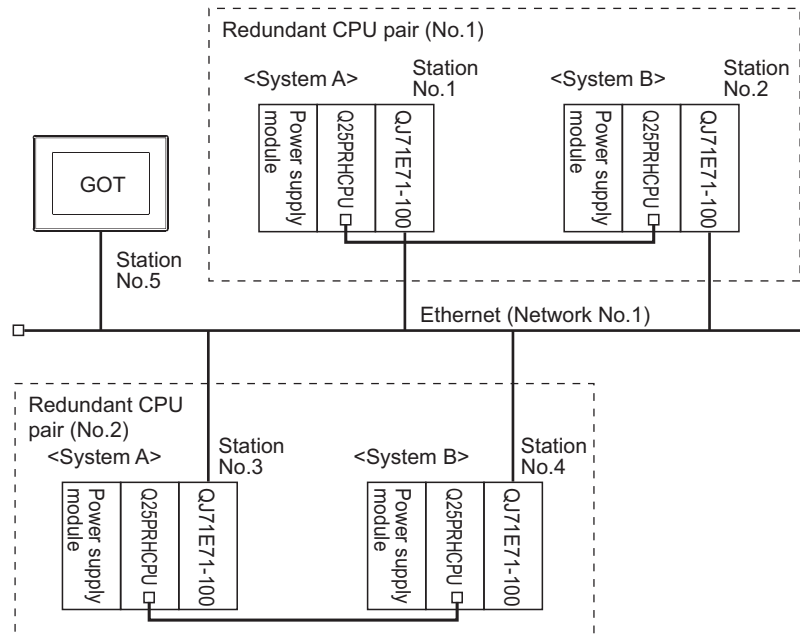 Redundant CPU pair (No.1)
<System A>
Station
No.1
<System B>
Station
No.2
Power supply
module
Q25PRHCPU
QJ71E71-100
Power supply
module
Q25PRHCPU
QJ71E71-100
GOT
Station
No.5
Ethernet (Network No.1)
Redundant CPU
pair (No.2)
<System A>
Station
No.3
<System B>
Station
No.4
Power supply
module
Q25PRHCPU
QJ71E71-100
Power supply
module
Q25PRHCPU
QJ71E71-100